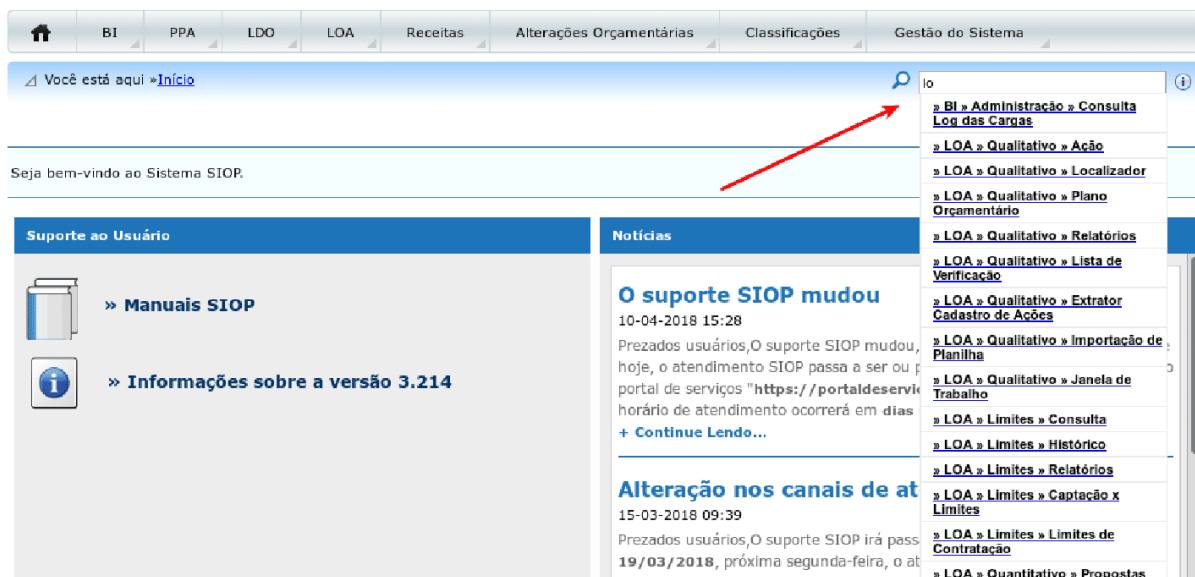 BI PPA LDO LOA Receitas Alterações Orçamentárias Classificações Gestão do Sistema
Você está aqui »Início
lo
» BI » Administração » Consulta
Log das Cargas
» LOA » Qualitativo » Ação
» LOA » Qualitativo » Localizador
» LOA » Qualitativo » Plano
Orçamentário
» LOA » Qualitativo » Relatórios
» LOA » Qualitativo » Lista de
Verificação
» LOA » Qualitativo » Extrator
Cadastro de Ações
» LOA » Qualitativo » Importação de
Planilha
» LOA » Qualitativo » Janela de
Trabalho
» LOA » Limites » Consulta
» LOA » Limites » Histórico
» LOA » Limites » Relatórios
» LOA » Limites » Captação x
Limites
» LOA » Limites » Limites de
Contratação
» LOA » Quantitativo » Propostas
Seja bem-vindo ao Sistema SIOP.
Suporte ao Usuário
» Manuais SIOP
» Informações sobre a versão 3.214
Notícias
O suporte SIOP mudou
10-04-2018 15:28
Prezados usuários,O suporte SIOP mudou,
hoje, o atendimento SIOP passa a ser ou
portal de serviços "https://portaldeservi
horário de atendimento ocorrerá em dias
+ Continue Lendo...
Alteração nos canais de at
15-03-2018 09:39
Prezados usuários,O suporte SIOP irá pass
19/03/2018, próxima segunda-feira, o at